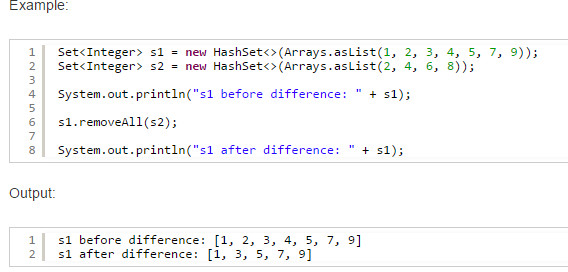 Example:
1 Set<Integer> s1 = new HashSet<>(Arrays.asList(1, 2, 3, 4, 5, 7, 9));
2 Set<Integer> s2 = new HashSet<>(Arrays.asList(2, 4, 6, 8));
3
4 System.out.println("s1 before difference: " + s1);
5
6 s1.removeAll(s2);
7
8 System.out.println("s1 after difference: " + s1);
Output:
1 s1 before difference: [1, 2, 3, 4, 5, 7, 9]
2 s1 after difference: [1, 3, 5, 7, 9]